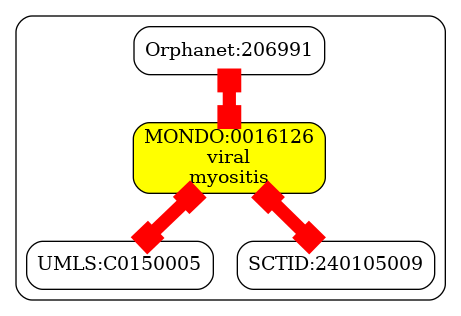 Orphanet:206991
MONDO:0016126
viral
myositis
UMLS:C0150005
SCTID:240105009